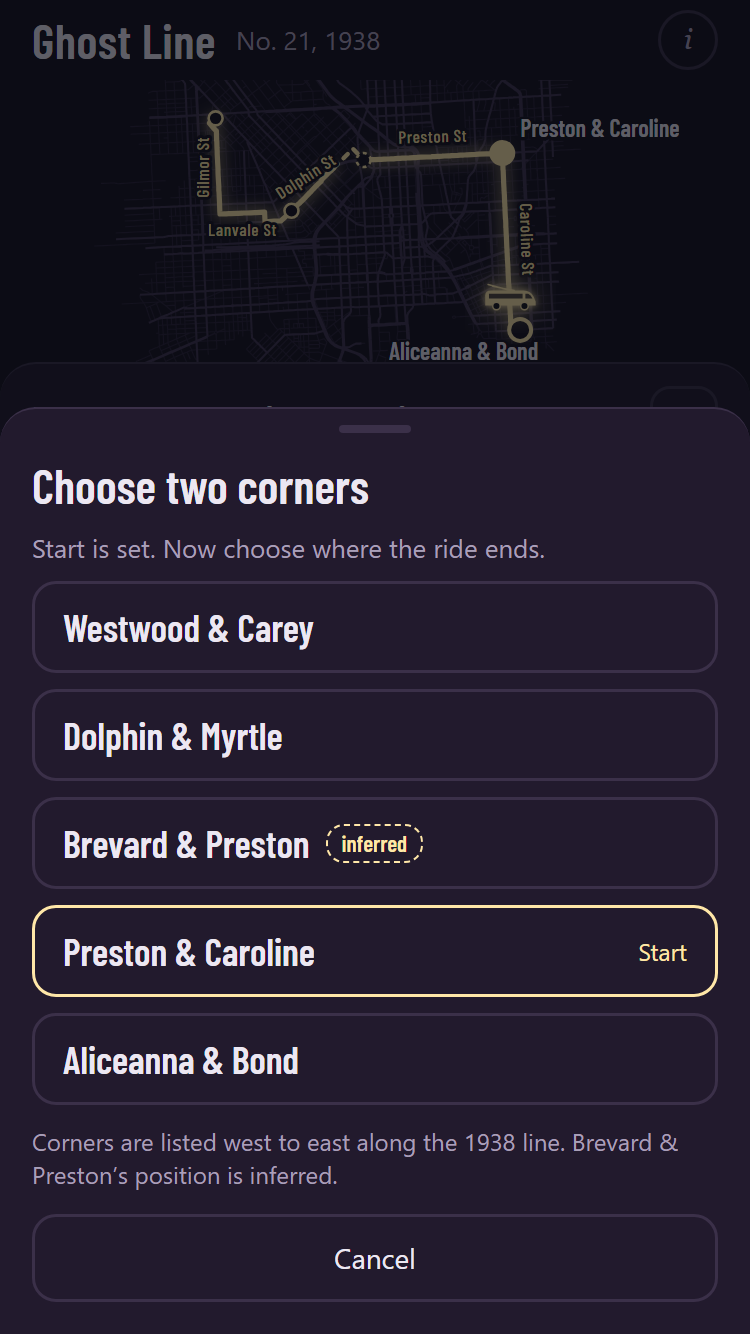 Ghost Line No. 21, 1938
i
Preston & Caroline
Preston St
Gilmor St
Dolphin St
Caroline St
Lanvale St
Aliceanna & Bond
Choose two corners
Start is set. Now choose where the ride ends.
Westwood & Carey
Dolphin & Myrtle
Brevard & Preston inferred
Preston & Caroline Start
Aliceanna & Bond
Corners are listed west to east along the 1938 line. Brevard &
Preston’s position is inferred.
Cancel